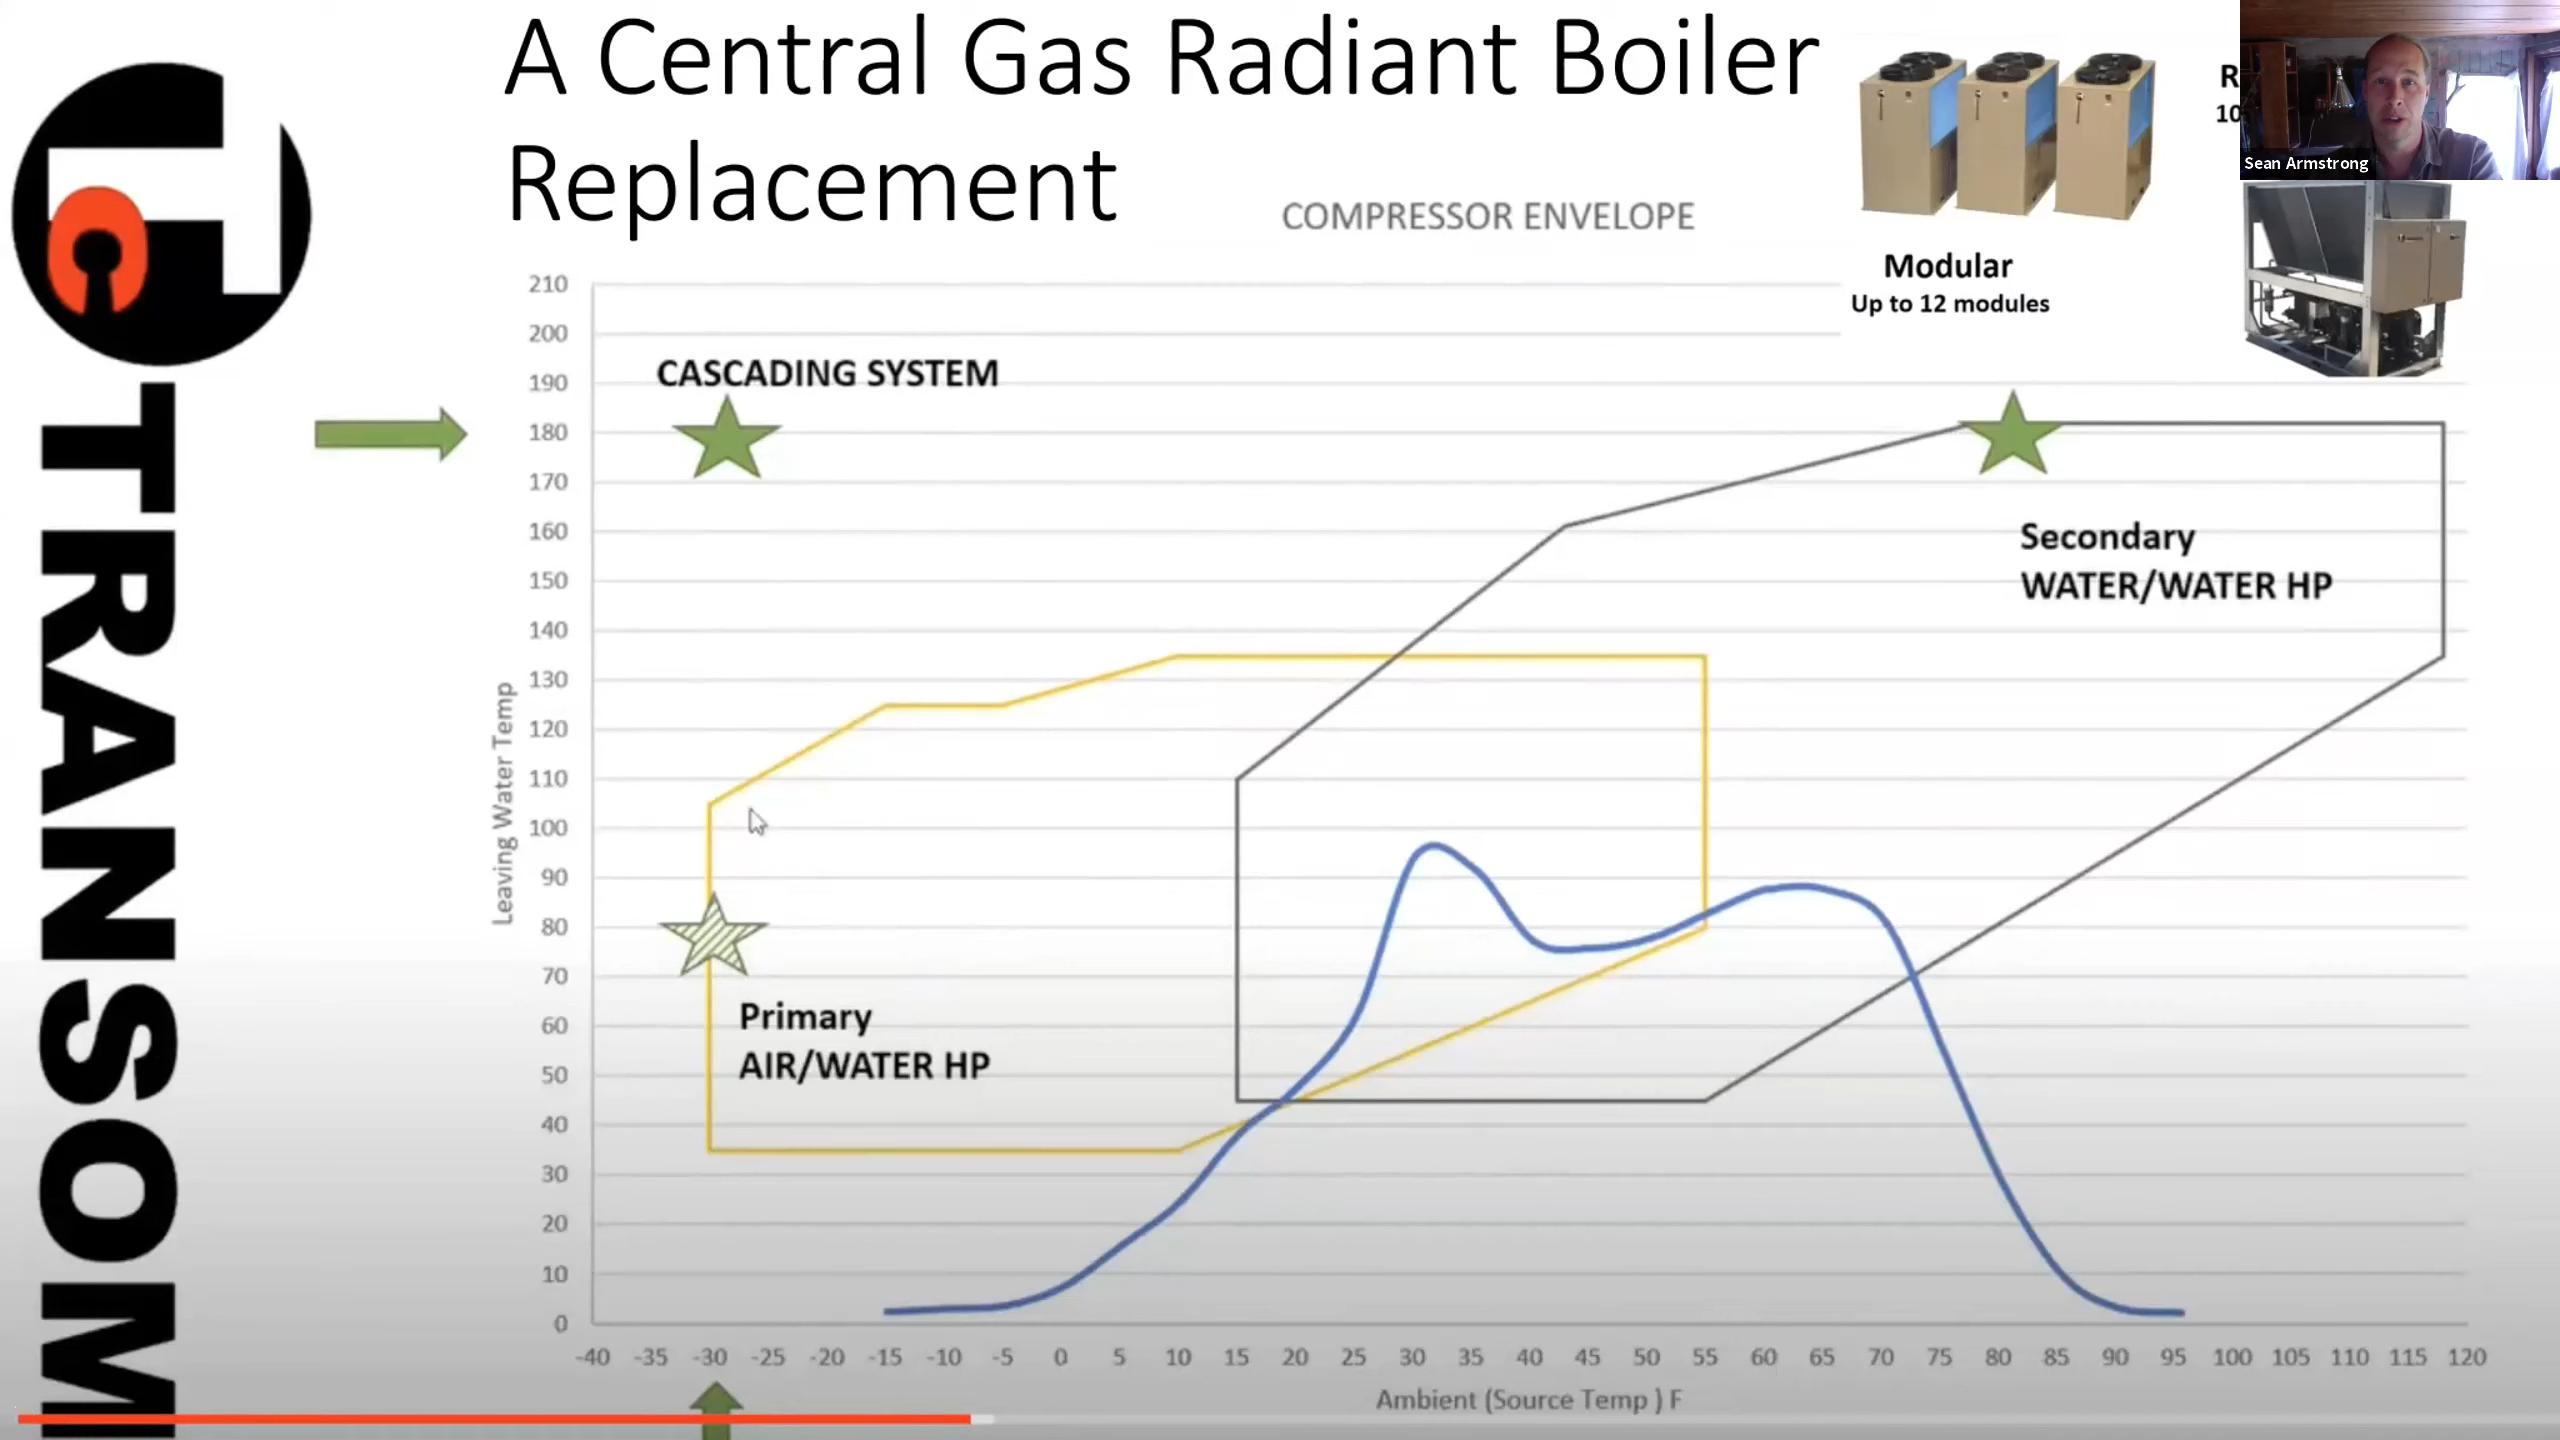 A Central Gas Radiant Boiler
Replacement
Sean Armstrong
R
10
Modular
Up to 12 modules
TC
TRANSOM
COMPRESSOR ENVELOPE
CASCADING SYSTEM
Secondary
WATER/WATER HP
Primary
AIR/WATER HP
Leaving Water Temp
210
200
190
180
170
160
150
140
130
120
110
100
90
80
70
60
50
40
30
20
10
0
-40 -35 -30 -25 -20 -15 -10 -5 0 5 10 15 20 25 30 35 40 45 50 55 60 65 70 75 80 85 90 95 100 105 110 115 120
Ambient (Source Temp ) F